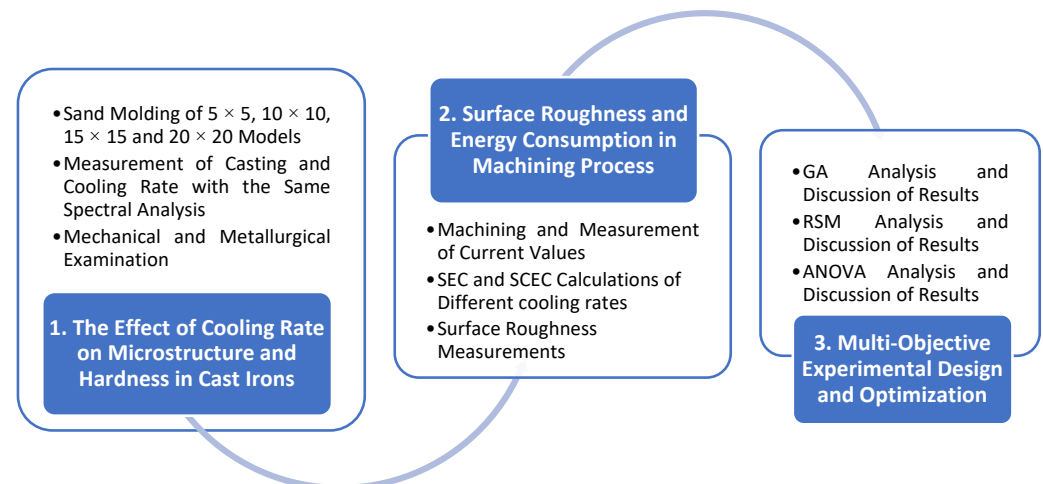 •Sand Molding of 5 × 5, 10 × 10,
15 × 15 and 20 × 20 Models
•Measurement of Casting and
Cooling Rate with the Same
Spectral Analysis
•Mechanical and Metallurgical
Examination
1. The Effect of Cooling Rate
on Microstructure and
Hardness in Cast Irons
2. Surface Roughness and
Energy Consumption in
Machining Process
•Machining and Measurement
of Current Values
•SEC and SCEC Calculations of
Different cooling rates
•Surface Roughness
Measurements
•GA Analysis and
Discussion of Results
•RSM Analysis and
Discussion of Results
•ANOVA Analysis and
Discussion of Results
3. Multi-Objective
Experimental Design
and Optimization